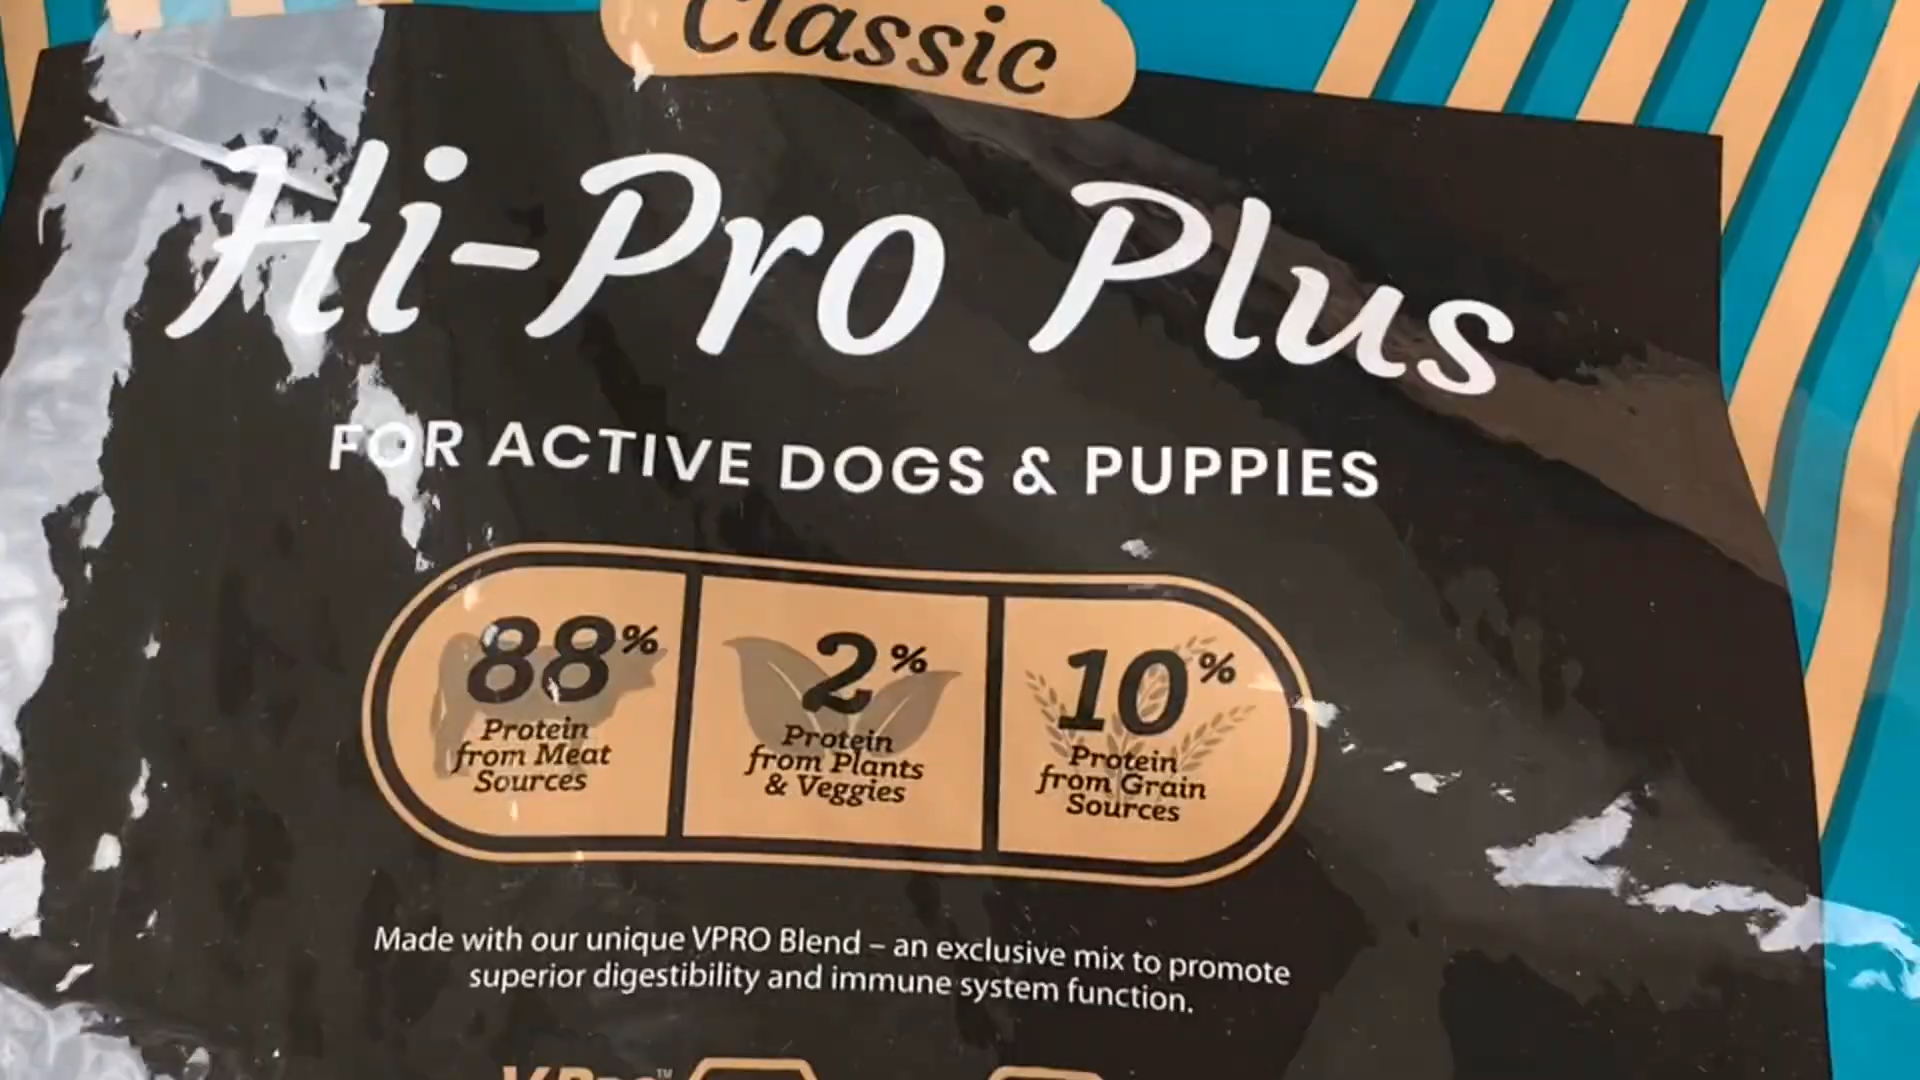 Classic
Hi-Pro Plus
FOR ACTIVE DOGS & PUPPIES
88%
Protein
from Meat
Sources
2%
Protein
from Plants
& Veggies
10%
Protein
from Grain
Sources
Made with our unique VPRO Blend – an exclusive mix to promote
superior digestibility and immune system function.
VPRO™